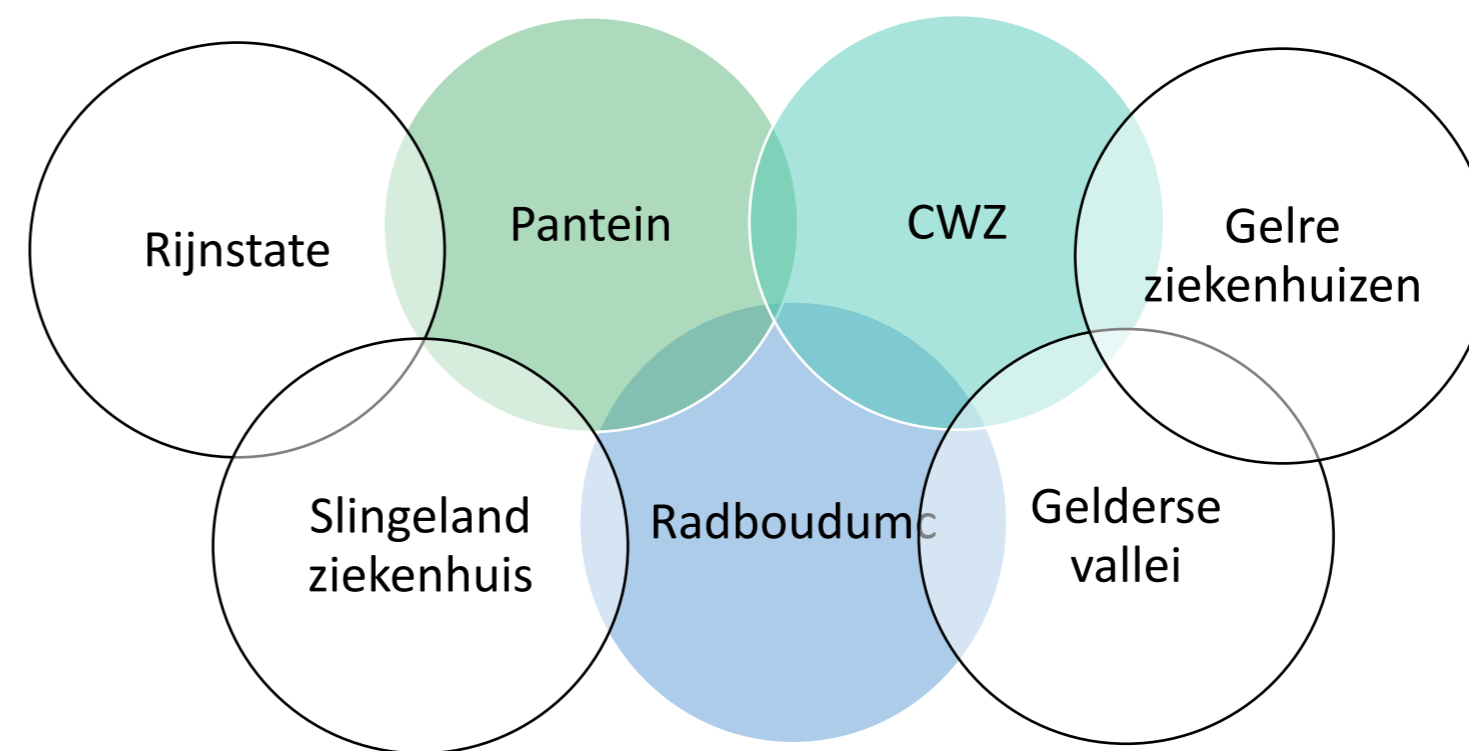 Rijnstate
Pantein
CWZ
Gelre
ziekenhuizen
Slingeland
ziekenhuis
Radboudumc
Gelderse
vallei